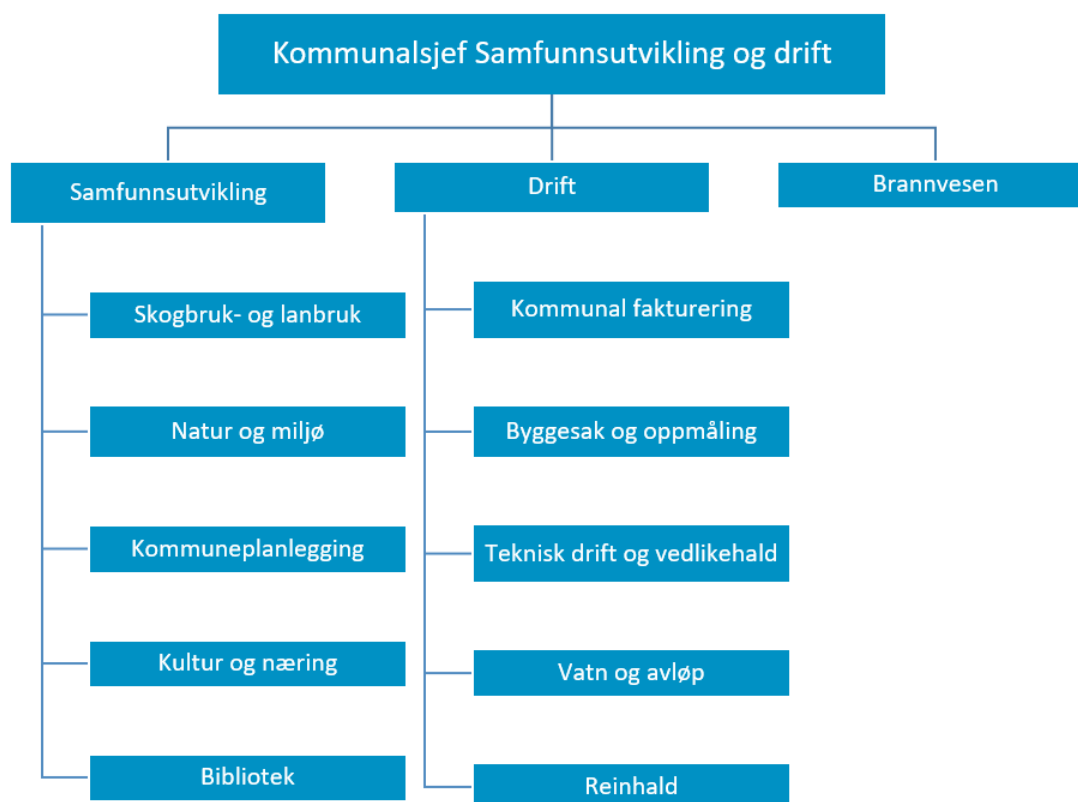 Kommunalsjef Samfunnsutvikling og drift
Samfunnsutvikling
Drift
Brannvesen
Skogbruk- og lanbruk
Natur og miljø
Kommuneplanlegging
Kultur og næring
Bibliotek
Kommunal fakturering
Byggesak og oppmåling
Teknisk drift og vedlikehald
Vatn og avløp
Reinhald